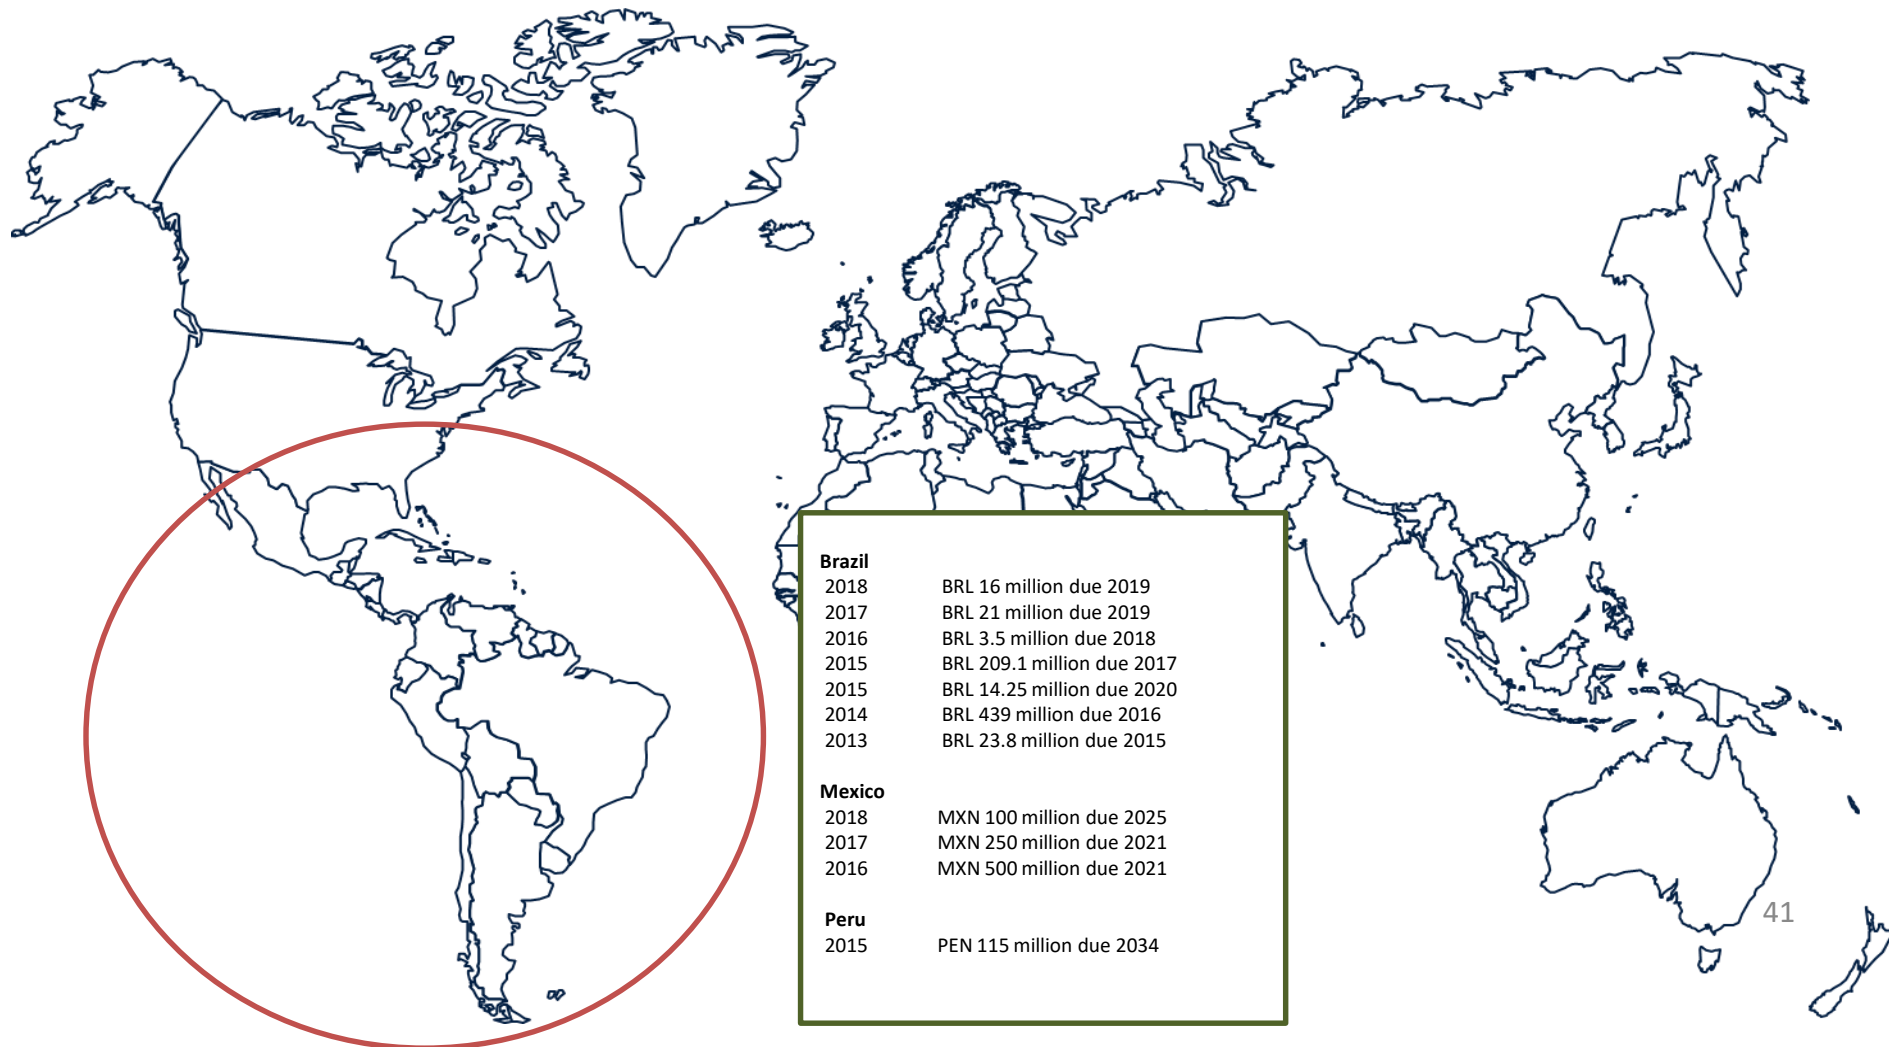 Brazil
2018 BRL 16 million due 2019
2017 BRL 21 million due 2019
2016 BRL 3.5 million due 2018
2015 BRL 209.1 million due 2017
2015 BRL 14.25 million due 2020
2014 BRL 439 million due 2016
2013 BRL 23.8 million due 2015
Mexico
2018 MXN 100 million due 2025
2017 MXN 250 million due 2021
2016 MXN 500 million due 2021
Peru
2015 PEN 115 million due 2034
41